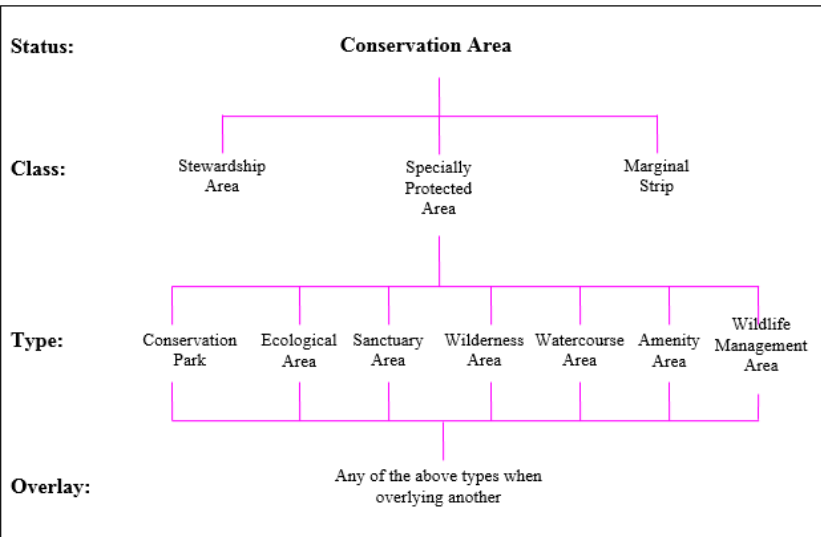 Status:
Conservation Area
Class:
Stewardship
Area
Specially
Protected
Area
Marginal
Strip
Type:
Conservation
Park
Ecological
Area
Sanctuary
Area
Wilderness
Area
Watercourse
Area
Amenity
Area
Wildlife
Management
Area
Overlay:
Any of the above types when
overlying another